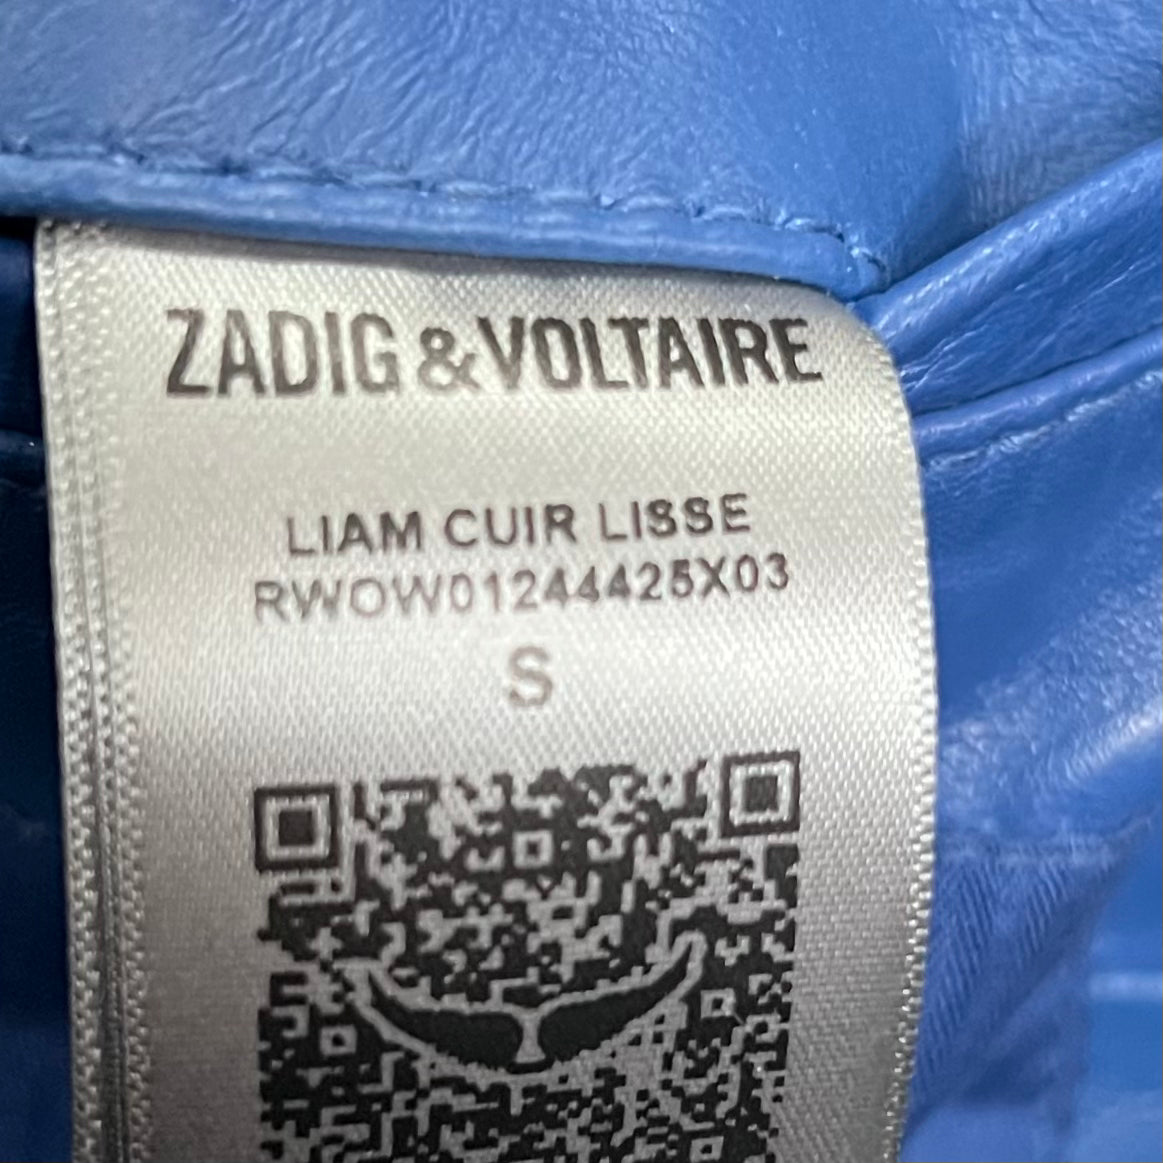 ZADIG & VOLTAIRE
LIAM CUIR LISSE
RWOW01244425X03
S